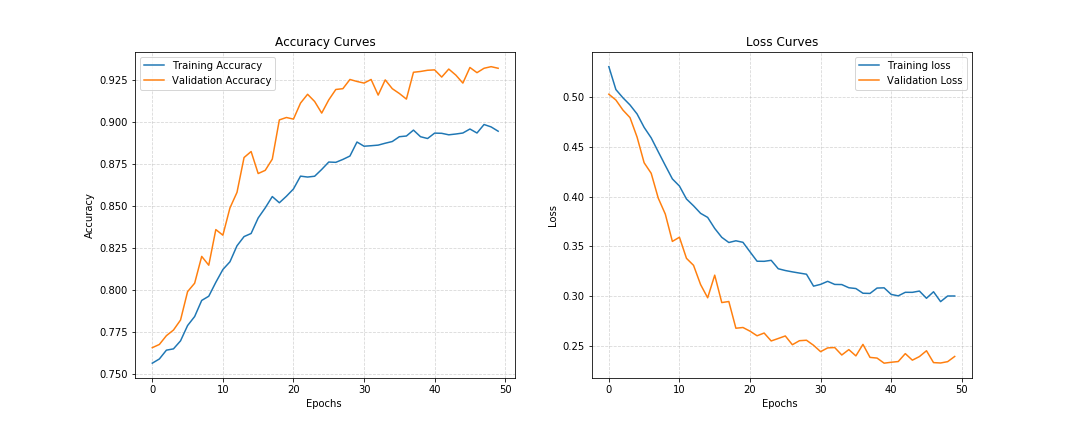 Accuracy Curves
Training Accuracy
Validation Accuracy
Accuracy
0.925
0.900
0.875
0.850
0.825
0.800
0.775
0.750
0 10 20 30 40 50
Epochs
Loss Curves
Training loss
Validation Loss
Loss
0.50
0.45
0.40
0.35
0.30
0.25
0 10 20 30 40 50
Epochs